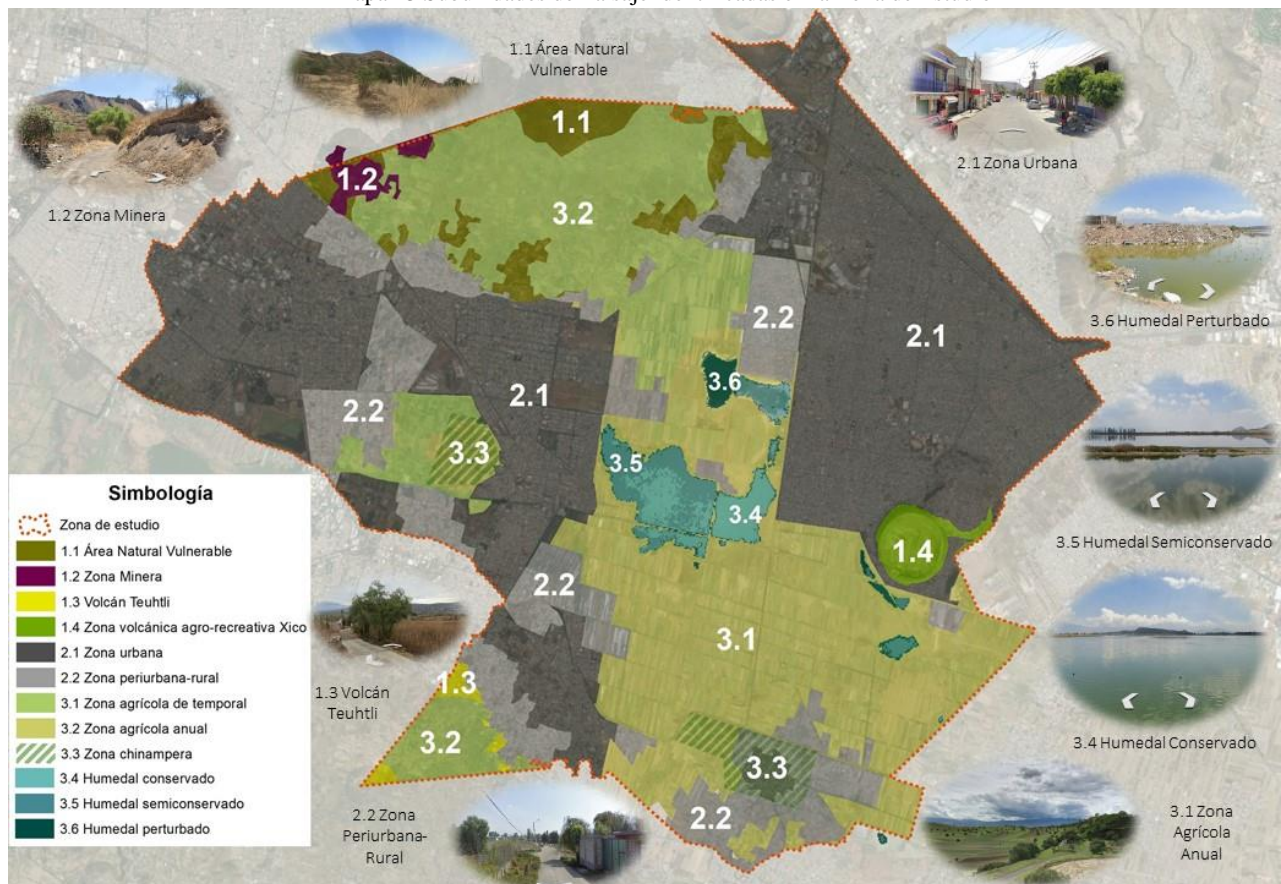 1.1 Área Natural
Vulnerable
1.2 Zona Minera
2.1 Zona Urbana
3.6 Humedal Perturbado
3.5 Humedal Semiconservado
3.4 Humedal Conservado
3.1 Zona
Agrícola
Anual
2.2 Zona
Periurbana-
Rural
1.3 Volcán
Teuhtli
1.1
1.2
3.2
2.2
2.1
3.6
2.1
2.2
3.3
3.5
3.4
1.4
2.2
3.1
1.3
3.2
3.3
2.2
Simbología
Zona de estudio
1.1 Área Natural Vulnerable
1.2 Zona Minera
1.3 Volcán Teuhtli
1.4 Zona volcánica agro-recreativa Xico
2.1 Zona urbana
2.2 Zona periurbana-rural
3.1 Zona agrícola de temporal
3.2 Zona agrícola anual
3.3 Zona chinampera
3.4 Humedal conservado
3.5 Humedal semiconservado
3.6 Humedal perturbado